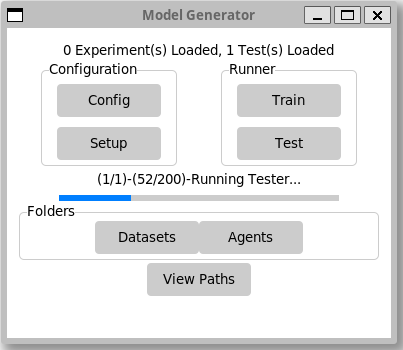 Model Generator
0 Experiment(s) Loaded, 1 Test(s) Loaded
Configuration
Runner
Config
Train
Setup
Test
(1/1)-(52/200)-Running Tester...
Folders
Datasets
Agents
View Paths